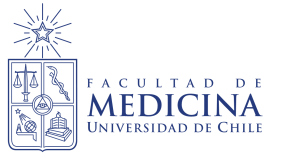 FACULTAD DE
MEDICINA
UNIVERSIDAD DE CHILE